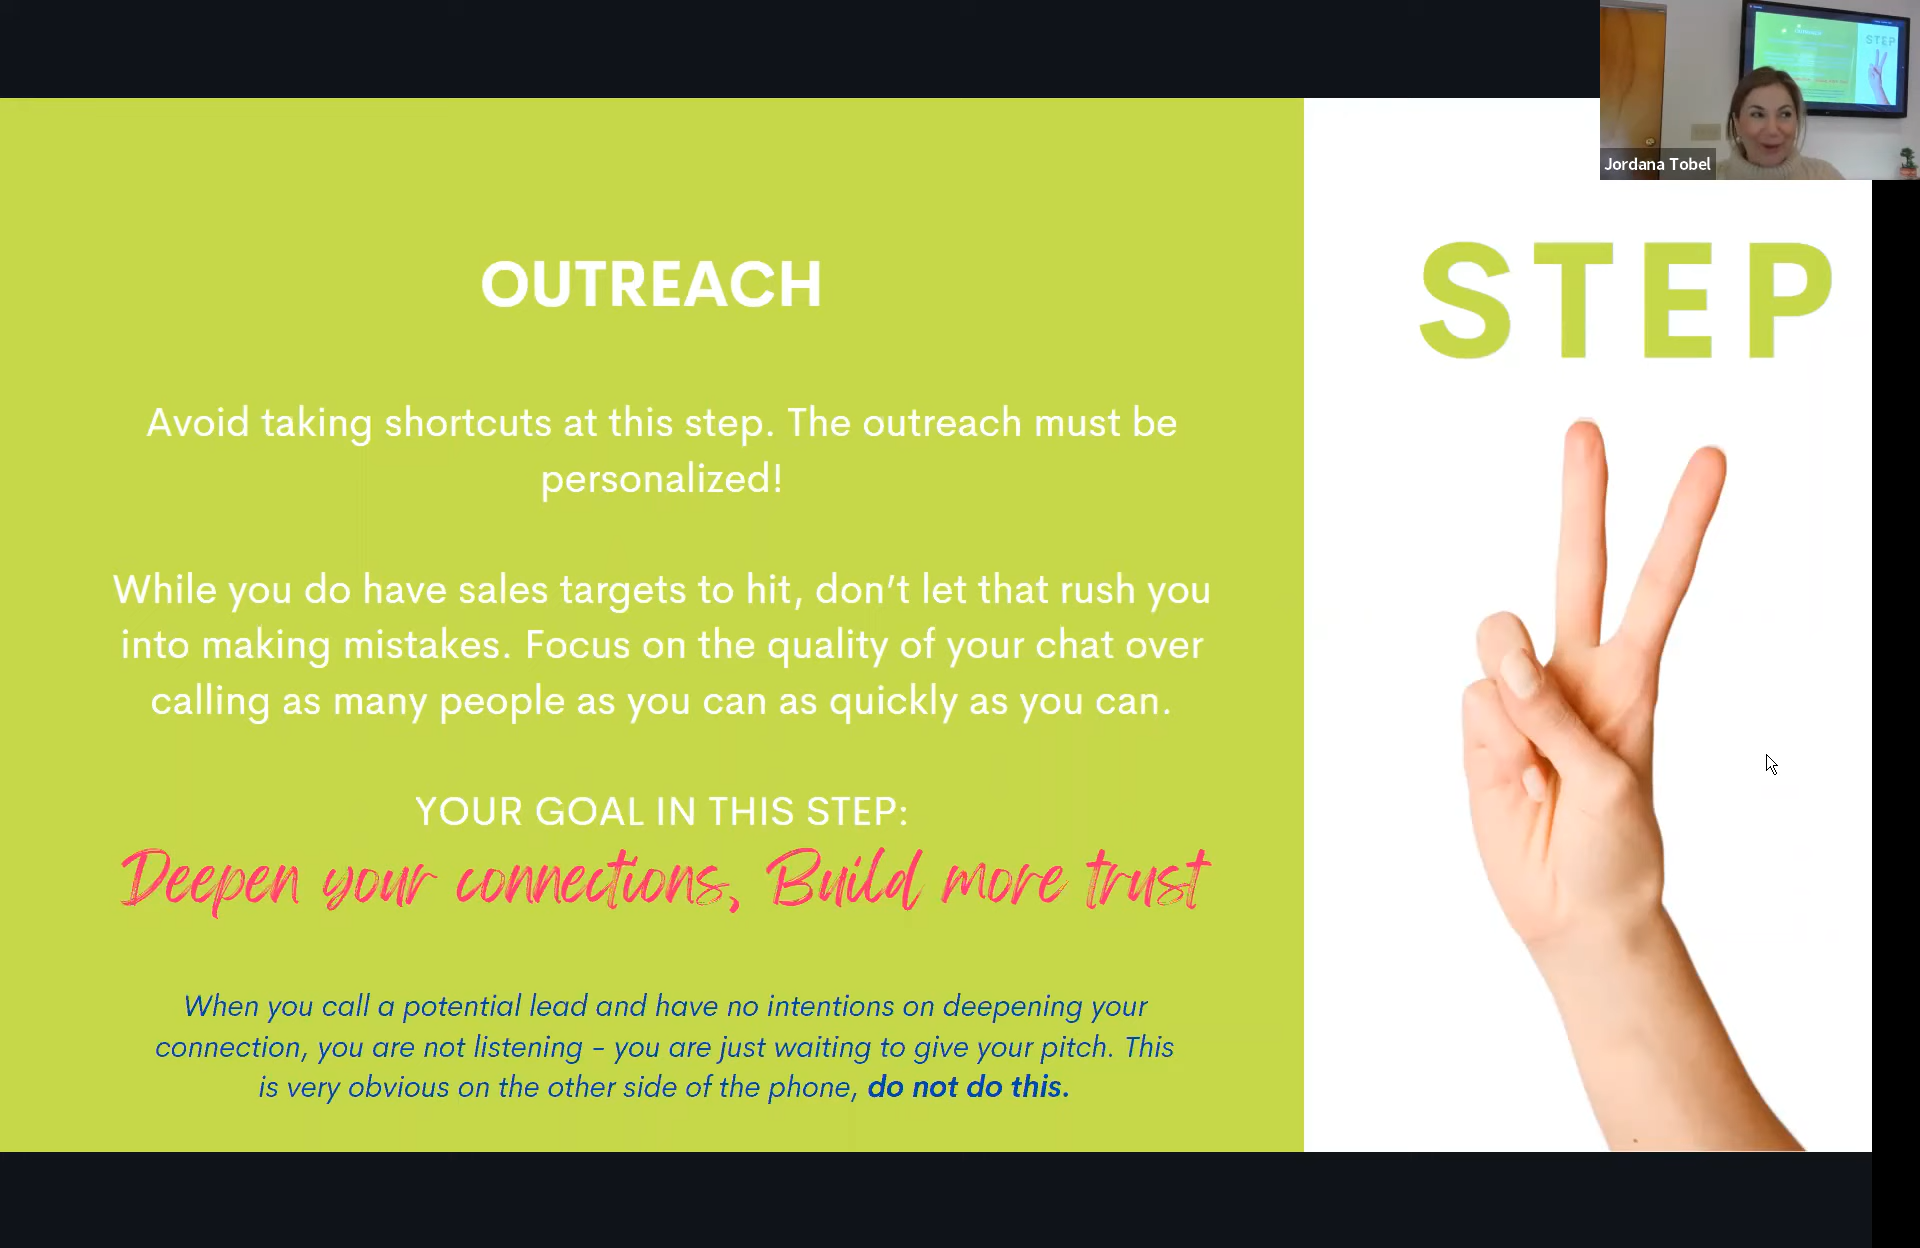 OUTREACH
Avoid taking shortcuts at this step. The outreach must be
personalized!
While you do have sales targets to hit, don’t let that rush you
into making mistakes. Focus on the quality of your chat over
calling as many people as you can as quickly as you can.
YOUR GOAL IN THIS STEP:
Deepen your connections, Build more trust
When you call a potential lead and have no intentions on deepening your
connection, you are not listening - you are just waiting to give your pitch. This
is very obvious on the other side of the phone, do not do this.
STEP
Jordana Tobel
STEP